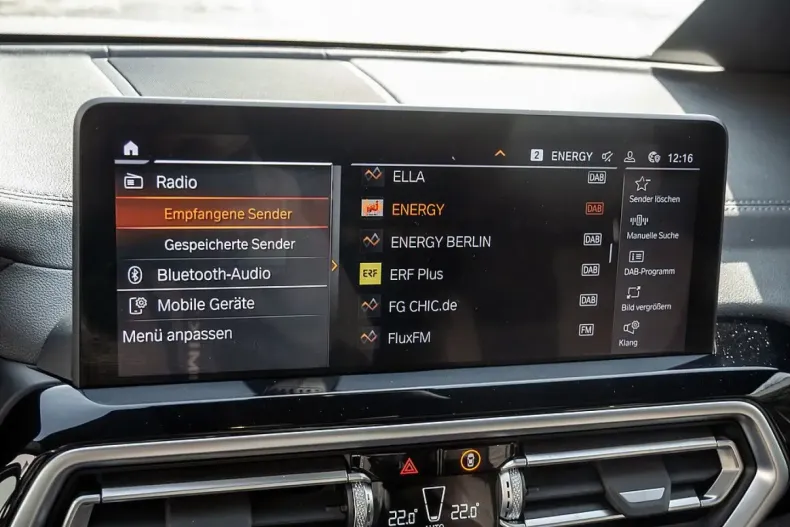 2 ENERGY 12:16
Radio
Empfangene Sender
Gespeicherte Sender
Bluetooth-Audio
Mobile Geräte
Menü anpassen
ELLA DAB
ENERGY DAB
ENERGY BERLIN DAB
ERF ERF Plus DAB
FG CHIC.de DAB
FluxFM FM
Sender löschen
Manuelle Suche
DAB-Programm
Bild vergrößern
Klang
22.0° 22.0°
AUTO